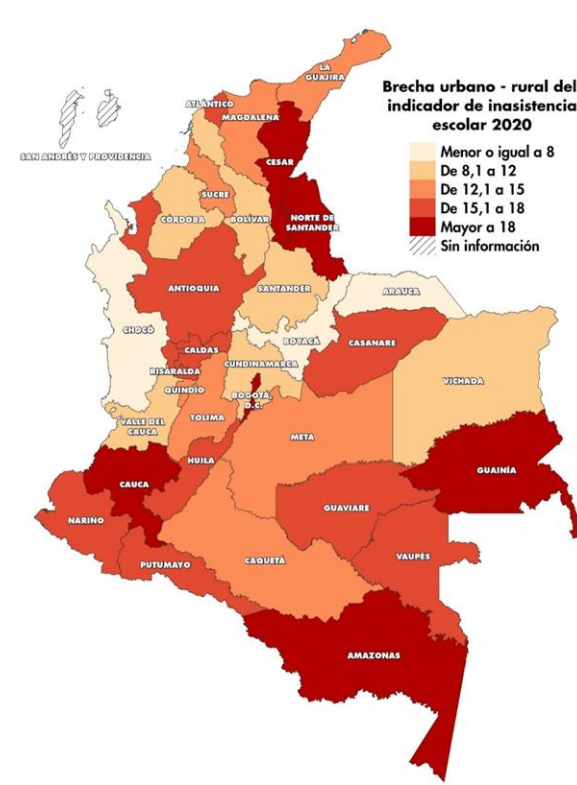 Brecha urbano - rural del
indicador de inasistencia
escolar 2020
Menor o igual a 8
De 8,1 a 12
De 12,1 a 15
De 15,1 a 18
Mayor a 18
Sin información
LA
GUAJIRA
ATLÁNTICO
MAGDALENA
SAN ANDRÉS Y PROVIDENCIA
CESAR
SUCRE
CÓRDOBA
BOLÍVAR
NORTE DE
SANTANDER
ANTIOQUIA
SANTANDER
ARAUCA
CHOCÓ
BOYACÁ
CASANARE
CALDAS
RISARALDA
CUNDINAMARCA
VICHADA
QUINDÍO
BOGOTÁ,
D.C.
TOLIMA
VALLE DEL
CAUCA
META
HUILA
GUAINÍA
CAUCA
GUAVIARE
NARIÑO
VAUPÉS
CAQUETÁ
PUTUMAYO
AMAZONAS